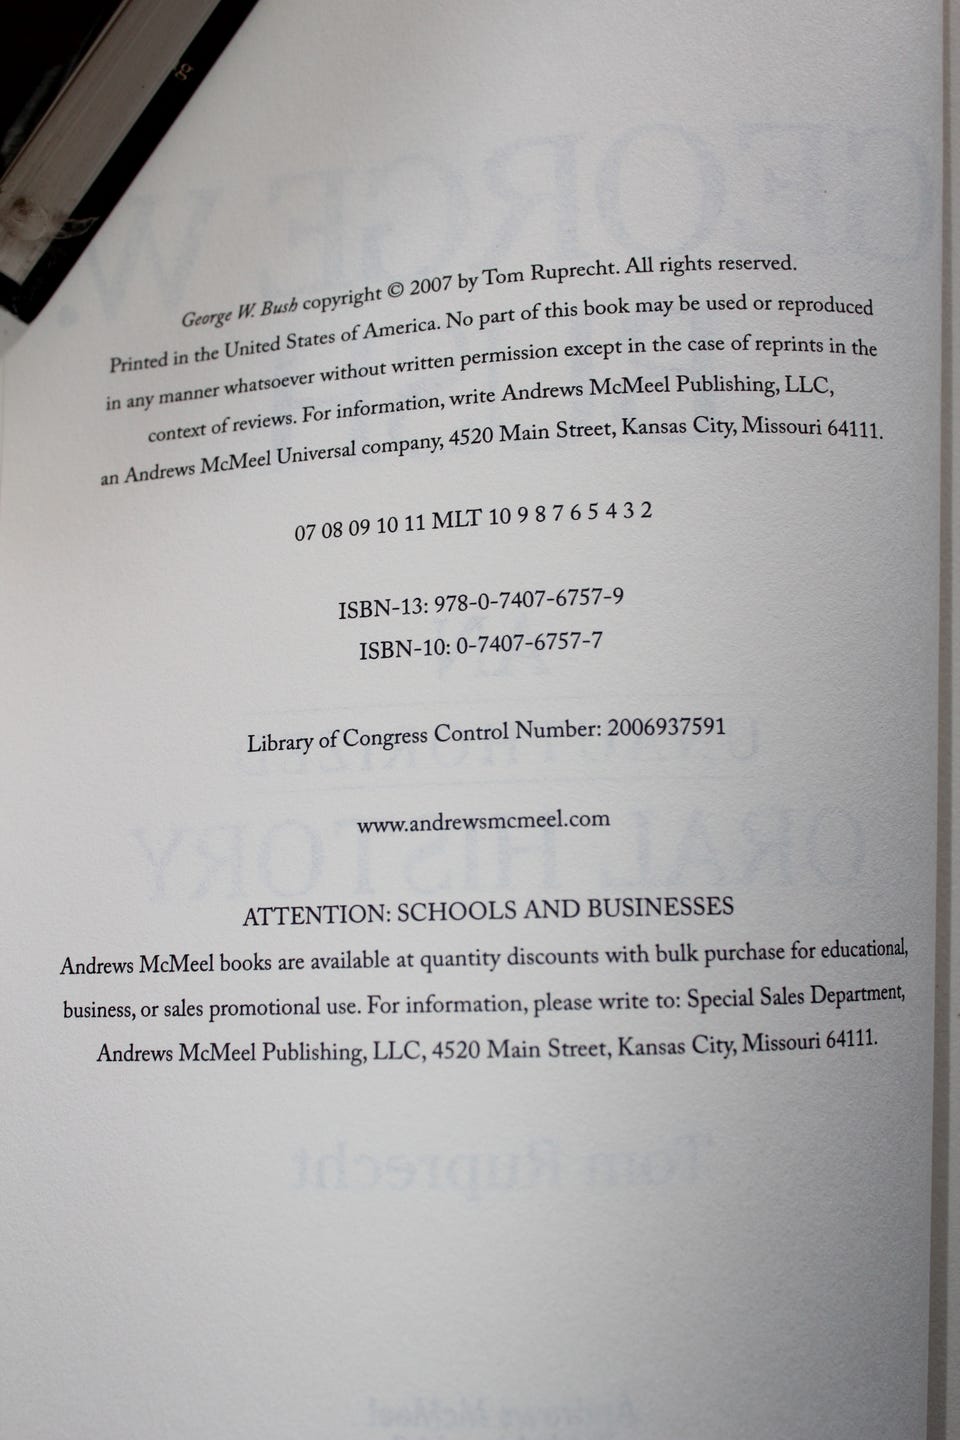 George W. Bush copyright © 2007 by Tom Ruprecht. All rights reserved.
Printed in the United States of America. No part of this book may be used or reproduced
in any manner whatsoever without written permission except in the case of reprints in the
context of reviews. For information, write Andrews McMeel Publishing, LLC,
an Andrews McMeel Universal company, 4520 Main Street, Kansas City, Missouri 64111.
07 08 09 10 11 MLT 10 9 8 7 6 5 4 3 2
ISBN-13: 978-0-7407-6757-9
ISBN-10: 0-7407-6757-7
Library of Congress Control Number: 2006937591
www.andrewsmcmeel.com
ATTENTION: SCHOOLS AND BUSINESSES
Andrews McMeel books are available at quantity discounts with bulk purchase for educational,
business, or sales promotional use. For information, please write to: Special Sales Department,
Andrews McMeel Publishing, LLC, 4520 Main Street, Kansas City, Missouri 64111.